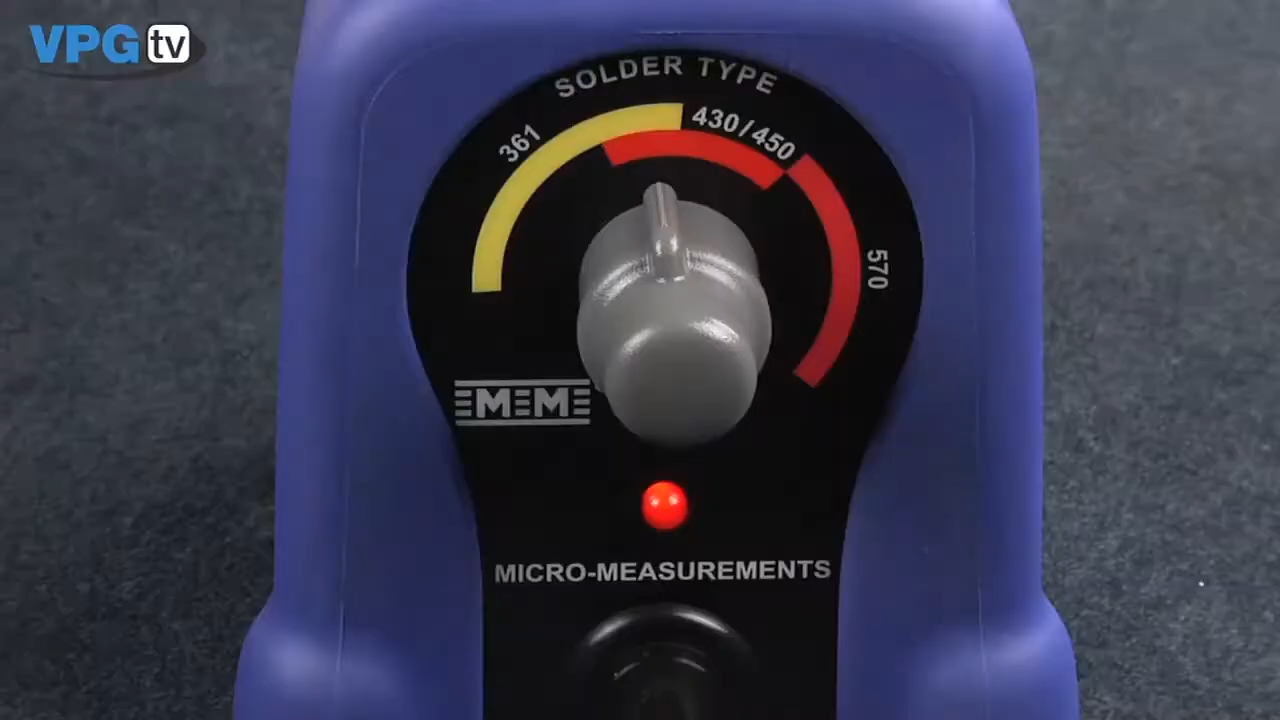 VPG tv
SOLDER TYPE
361
430/450
570
MM
MICRO-MEASUREMENTS